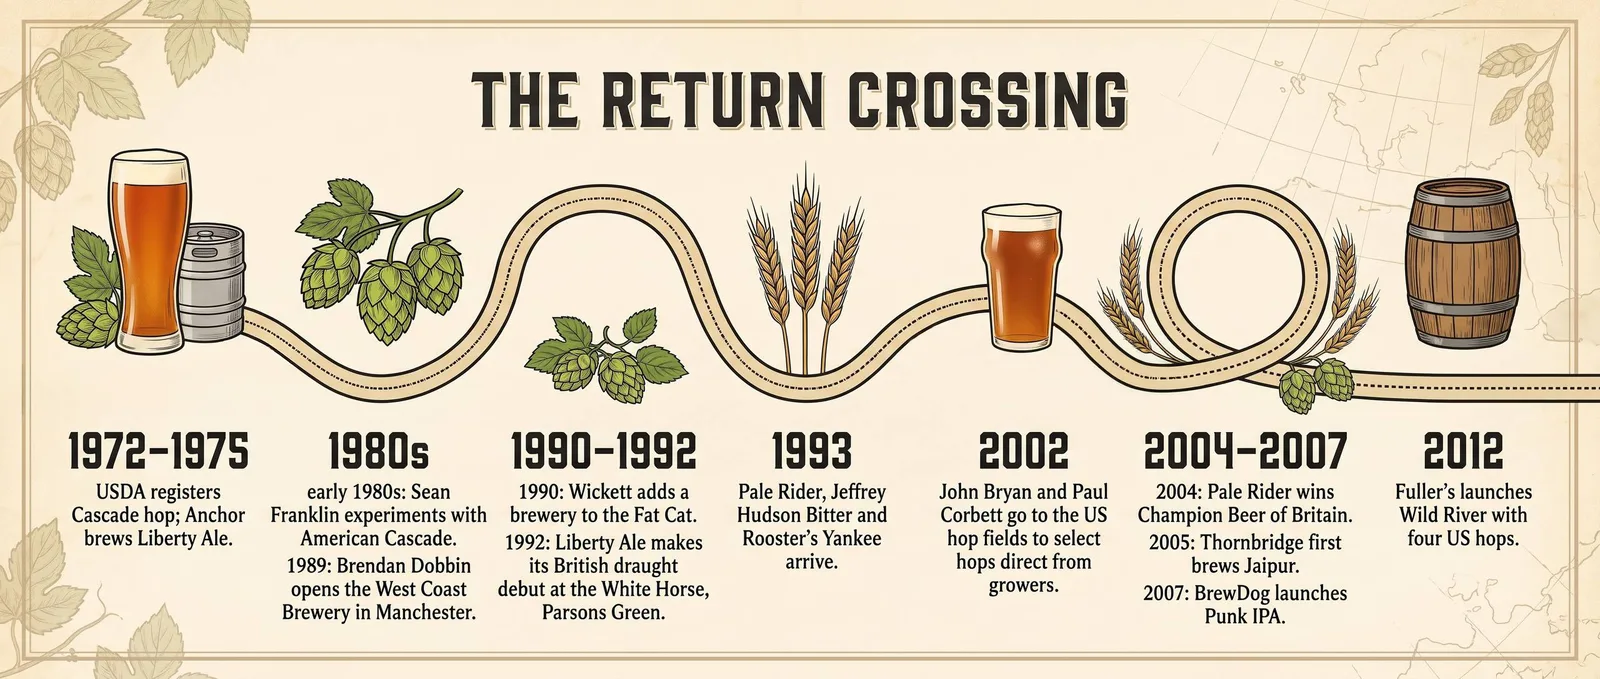 THE RETURN CROSSING
1972–1975
USDA registers
Cascade hop; Anchor
brews Liberty Ale.
1980s
early 1980s: Sean
Franklin experiments with
American Cascade.
1989: Brendan Dobbin
opens the West Coast
Brewery in Manchester.
1990–1992
1990: Wickett adds a
brewery to the Fat Cat.
1992: Liberty Ale makes
its British draught
debut at the White Horse,
Parsons Green.
1993
Pale Rider, Jeffrey
Hudson Bitter and
Rooster's Yankee
arrive.
2002
John Bryan and Paul
Corbett go to the US
hop fields to select
hops direct from
growers.
2004–2007
2004: Pale Rider wins
Champion Beer of Britain.
2005: Thornbridge first
brews Jaipur.
2007: BrewDog launches
Punk IPA.
2012
Fuller's launches
Wild River with
four US hops.